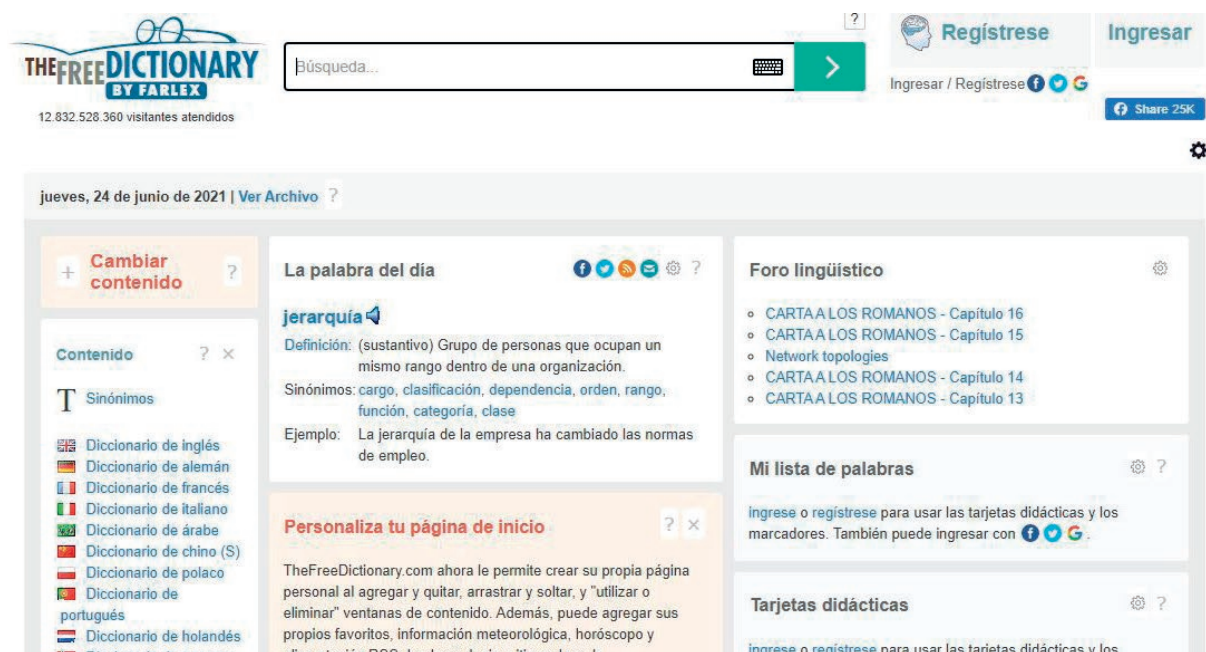 THEFREEDICTIONARY
BY FARLEX
12.832.528.360 visitantes atendidos
Búsqueda...
?
Regístrese
Ingresar
Ingresar / Regístrese
Share 25K
jueves, 24 de junio de 2021 | Ver Archivo ?
+ Cambiar contenido ?
Contenido ? ×
T Sinónimos
Diccionario de inglés
Diccionario de alemán
Diccionario de francés
Diccionario de italiano
Diccionario de árabe
Diccionario de chino (S)
Diccionario de polaco
Diccionario de
portugués
Diccionario de holandés
La palabra del día ?
jerarquía
Definición: (sustantivo) Grupo de personas que ocupan un
mismo rango dentro de una organización.
Sinónimos: cargo, clasificación, dependencia, orden, rango,
función, categoría, clase
Ejemplo: La jerarquía de la empresa ha cambiado las normas
de empleo.
Personaliza tu página de inicio ? ×
TheFreeDictionary.com ahora le permite crear su propia página
personal al agregar y quitar, arrastrar y soltar, y "utilizar o
eliminar" ventanas de contenido. Además, puede agregar sus
propios favoritos, información meteorológica, horóscopo y
Foro lingüístico
CARTA A LOS ROMANOS - Capítulo 16
CARTA A LOS ROMANOS - Capítulo 15
Network topologies
CARTA A LOS ROMANOS - Capítulo 14
CARTA A LOS ROMANOS - Capítulo 13
Mi lista de palabras ?
ingrese o regístrese para usar las tarjetas didácticas y los
marcadores. También puede ingresar con .
Tarjetas didácticas ?
ingrese o regístrese para usar las tarjetas didácticas y los